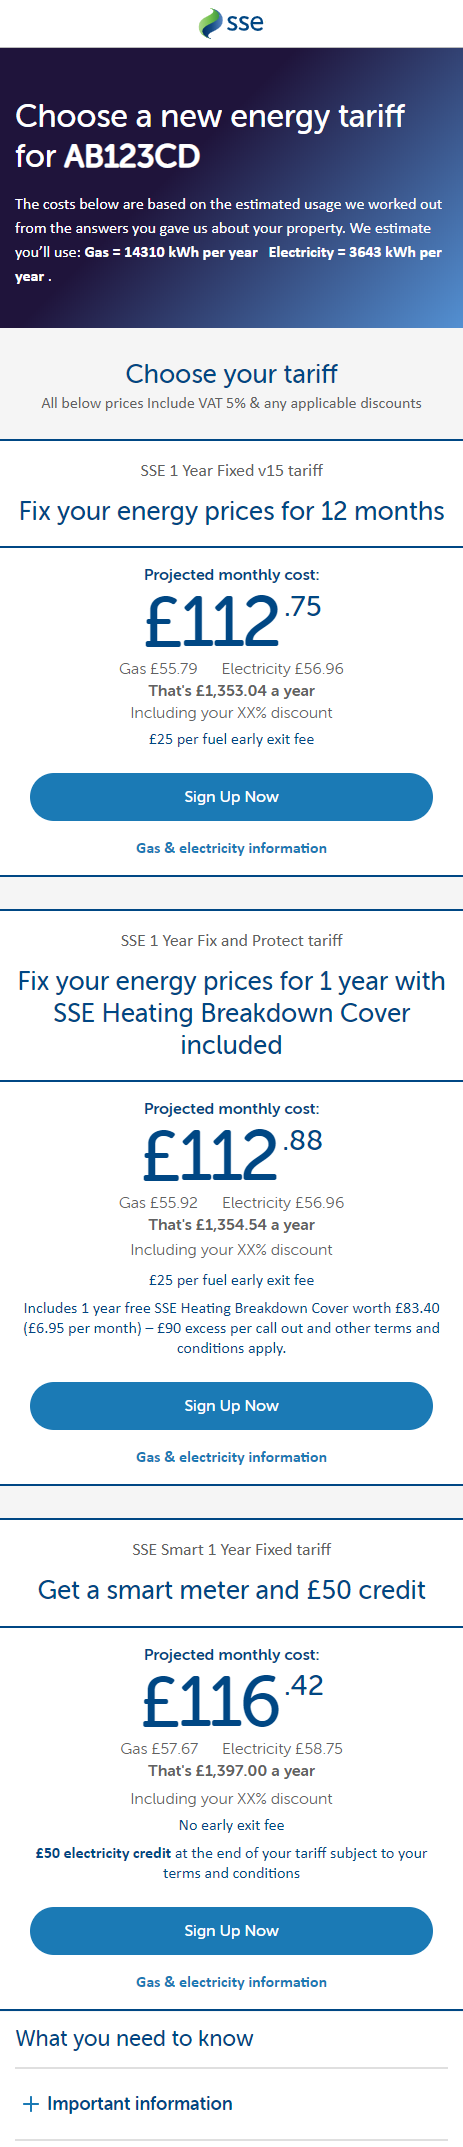 sse
Choose a new energy tariff
for AB123CD
The costs below are based on the estimated usage we worked out
from the answers you gave us about your property. We estimate
you'll use: Gas = 14310 kWh per year Electricity = 3643 kWh per
year .
Choose your tariff
All below prices Include VAT 5% & any applicable discounts
SSE 1 Year Fixed v15 tariff
Fix your energy prices for 12 months
Projected monthly cost:
£112.75
Gas £55.79 Electricity £56.96
That's £1,353.04 a year
Including your XX% discount
£25 per fuel early exit fee
Sign Up Now
Gas & electricity information
SSE 1 Year Fix and Protect tariff
Fix your energy prices for 1 year with
SSE Heating Breakdown Cover
included
Projected monthly cost:
£112.88
Gas £55.92 Electricity £56.96
That's £1,354.54 a year
Including your XX% discount
£25 per fuel early exit fee
Includes 1 year free SSE Heating Breakdown Cover worth £83.40
(£6.95 per month) – £90 excess per call out and other terms and
conditions apply.
Sign Up Now
Gas & electricity information
SSE Smart 1 Year Fixed tariff
Get a smart meter and £50 credit
Projected monthly cost:
£116.42
Gas £57.67 Electricity £58.75
That's £1,397.00 a year
Including your XX% discount
No early exit fee
£50 electricity credit at the end of your tariff subject to your
terms and conditions
Sign Up Now
Gas & electricity information
What you need to know
+ Important information